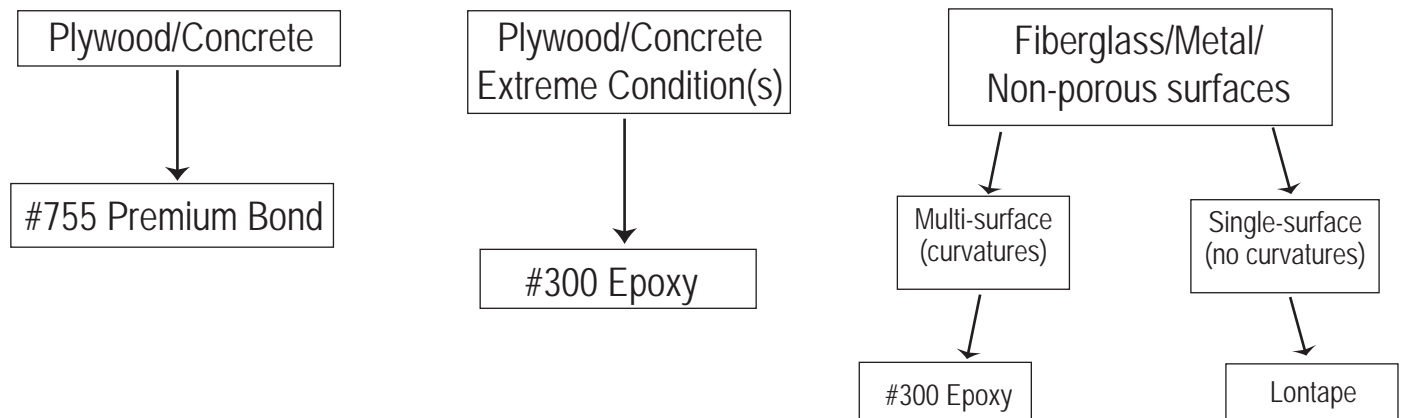 Plywood/Concrete
#755 Premium Bond
Plywood/Concrete
Extreme Condition(s)
#300 Epoxy
Fiberglass/Metal/
Non-porous surfaces
Multi-surface
(curvatures)
#300 Epoxy
Single-surface
(no curvatures)
Lontape